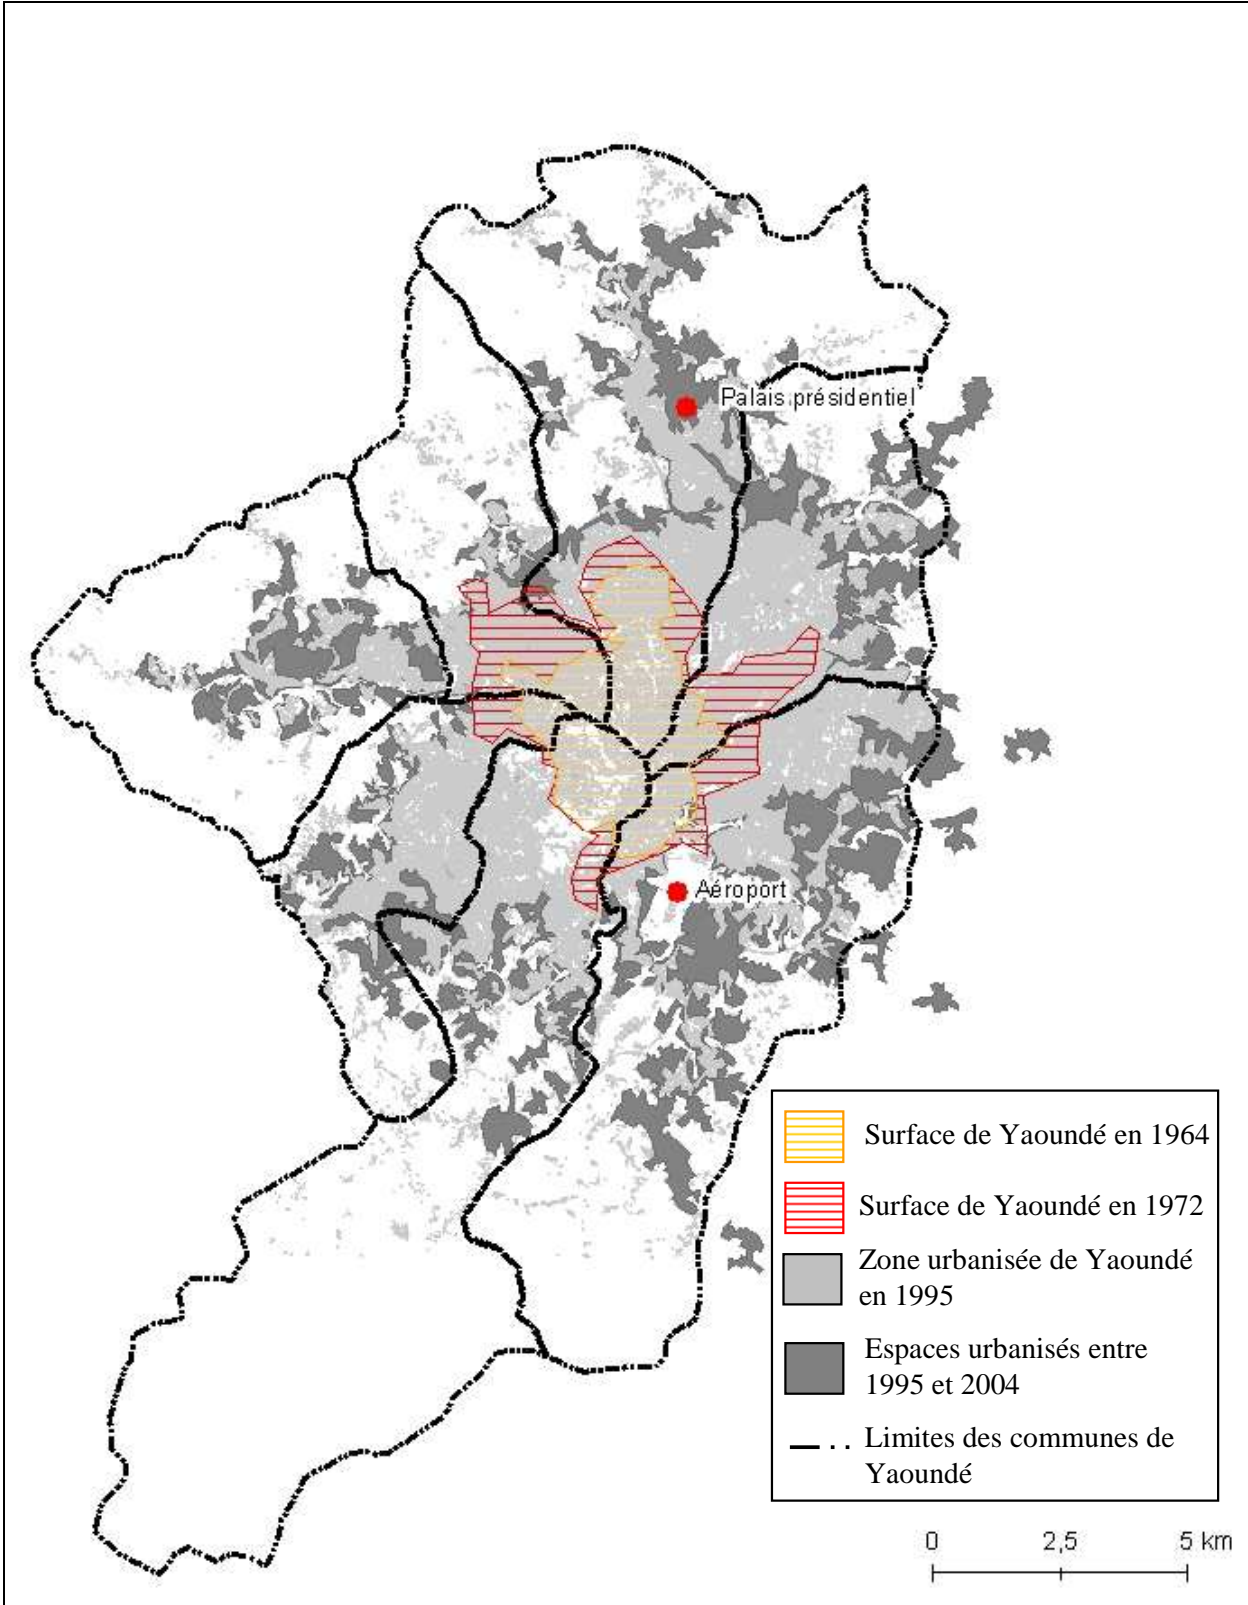 Palais présidentiel
Aéroport
Surface de Yaoundé en 1964
Surface de Yaoundé en 1972
Zone urbanisée de Yaoundé
en 1995
Espaces urbanisés entre
1995 et 2004
Limites des communes de
Yaoundé
0 2,5 5 km